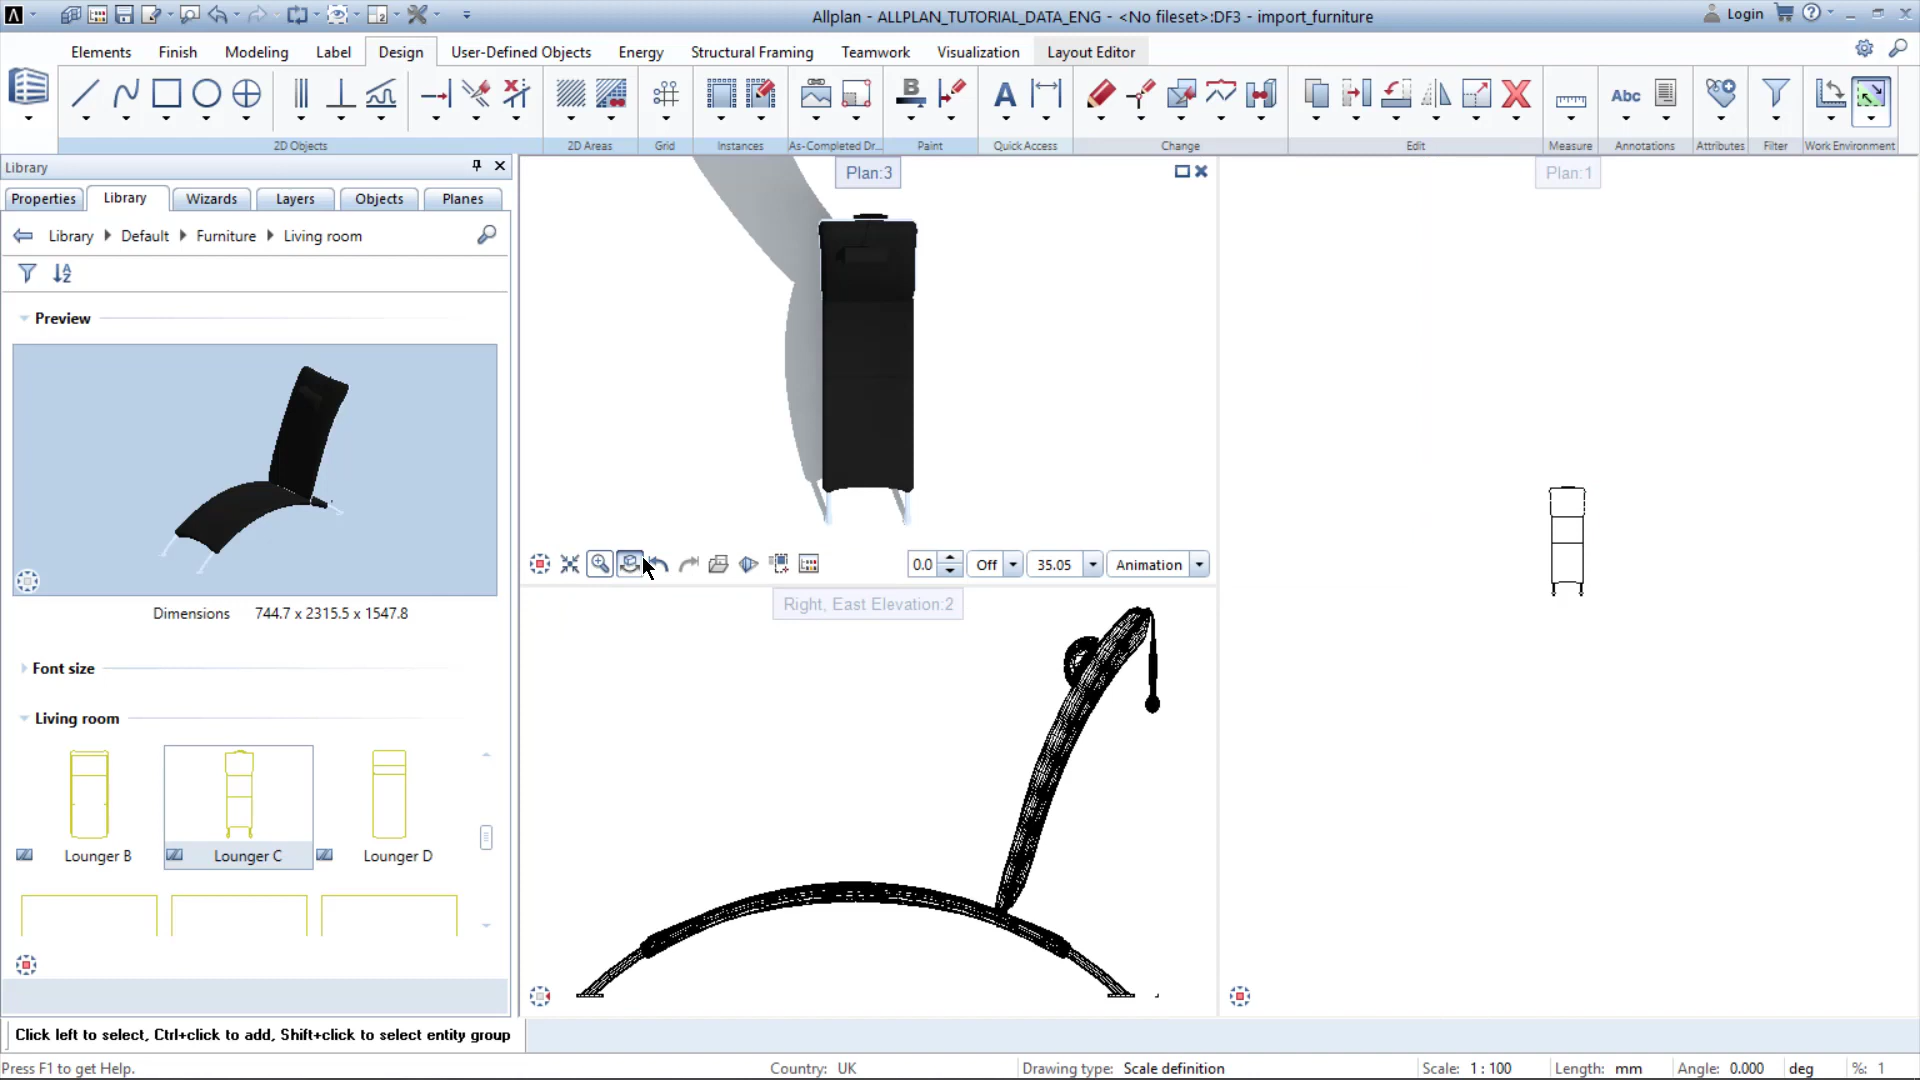 Allplan - ALLPLAN_TUTORIAL_DATA_ENG - <No fileset>:DF3 - import_furniture
Login
Elements Finish Modeling Label Design User-Defined Objects Energy Structural Framing Teamwork Visualization Layout Editor
B A Abc
2D Objects 2D Areas Grid Instances As-Completed Dr... Paint Quick Access Change Edit Measure Annotations Attributes Filter Work Environment
Library
Properties Library Wizards Layers Objects Planes
Library Default Furniture Living room
Preview
Dimensions 744.7 x 2315.5 x 1547.8
Font size
Living room
Lounger B Lounger C Lounger D
Plan:3
0.0 Off 35.05 Animation
Right, East Elevation:2
Plan:1
Click left to select, Ctrl+click to add, Shift+click to select entity group
Press F1 to get Help. Country: UK Drawing type: Scale definition Scale: 1 : 100 Length: mm Angle: 0.000 deg %: 1